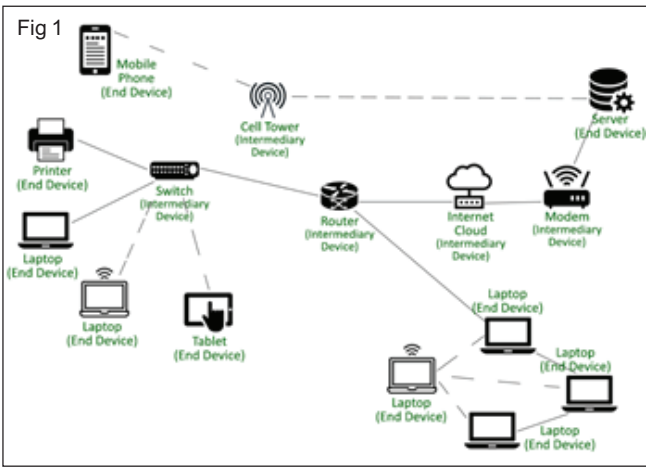 Fig 1
Mobile
Phone
(End Device)
Cell Tower
(Intermediary
Device)
Server
(End Device)
Printer
(End Device)
Switch
(Intermediary
Device)
Router
(Intermediary
Device)
Internet
Cloud
(Intermediary
Device)
Modem
(Intermediary
Device)
Laptop
(End Device)
Laptop
(End Device)
Tablet
(End Device)
Laptop
(End Device)
Laptop
(End Device)
Laptop
(End Device)
Laptop
(End Device)